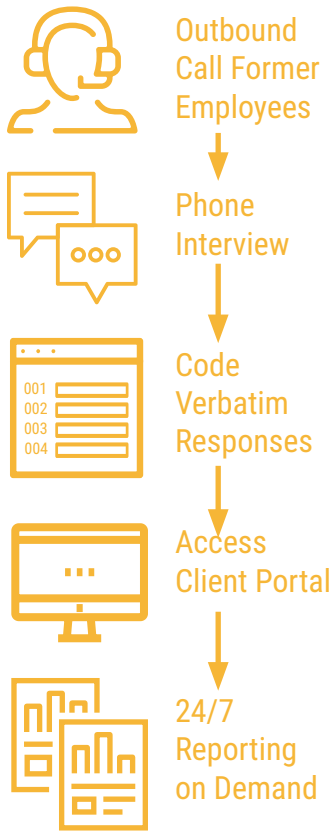 Outbound
Call Former
Employees
Phone
Interview
001
002
003
004
Code
Verbatim
Responses
Access
Client Portal
24/7
Reporting
on Demand